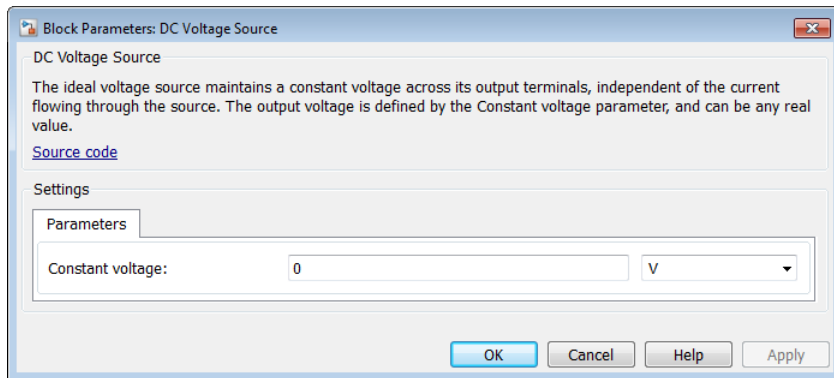 Block Parameters: DC Voltage Source
DC Voltage Source
The ideal voltage source maintains a constant voltage across its output terminals, independent of the current
flowing through the source. The output voltage is defined by the Constant voltage parameter, and can be any real
value.
Source code
Settings
Parameters
Constant voltage:
0
V
OK
Cancel
Help
Apply